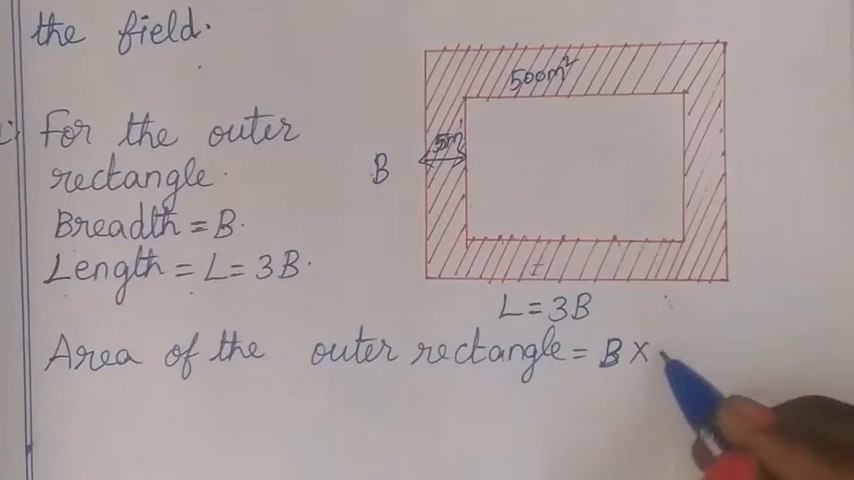 the field.
For the outer
rectangle.
Breadth = B.
Length = L = 3B.
500m²
5m
B
L = 3B
Area of the outer rectangle = B ×